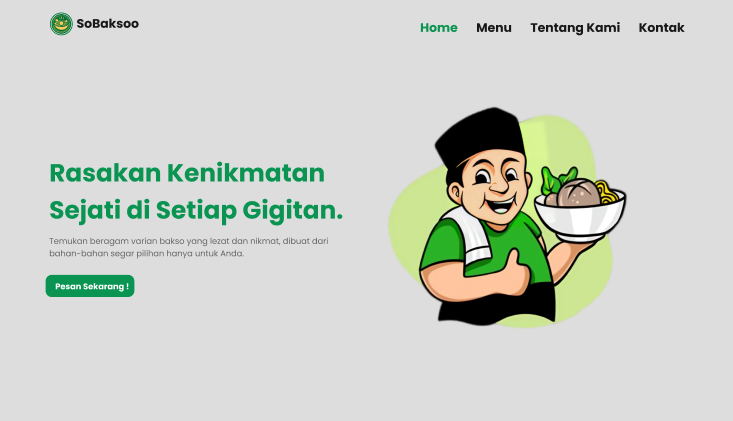 SoBaksoo
Home Menu Tentang Kami Kontak
Rasakan Kenikmatan
Sejati di Setiap Gigitan.
Temukan beragam varian bakso yang lezat dan nikmat, dibuat dari
bahan-bahan segar pilihan hanya untuk Anda.
Pesan Sekarang !